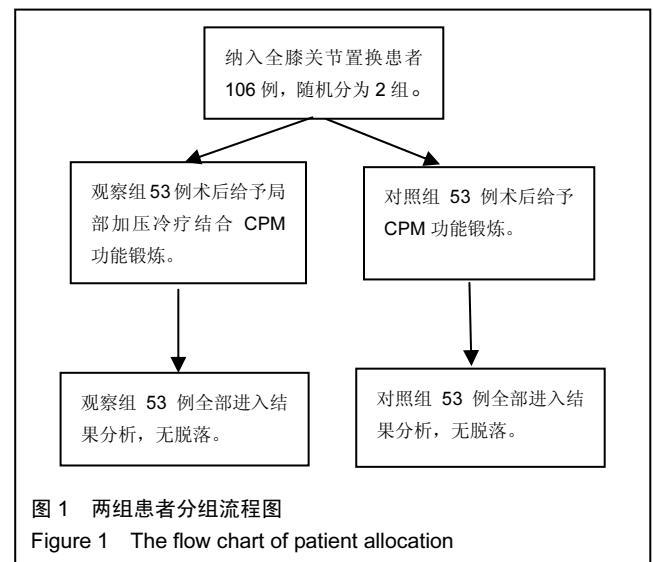 纳入全膝关节置换患者
106 例，随机分为 2 组。
观察组 53 例术后给予局
部加压冷疗结合 CPM
功能锻炼。
对照组 53 例术后给予
CPM 功能锻炼。
观察组 53 例全部进入结
果分析，无脱落。
对照组 53 例全部进入结
果分析，无脱落。
图 1 两组患者分组流程图
Figure 1 The flow chart of patient allocation